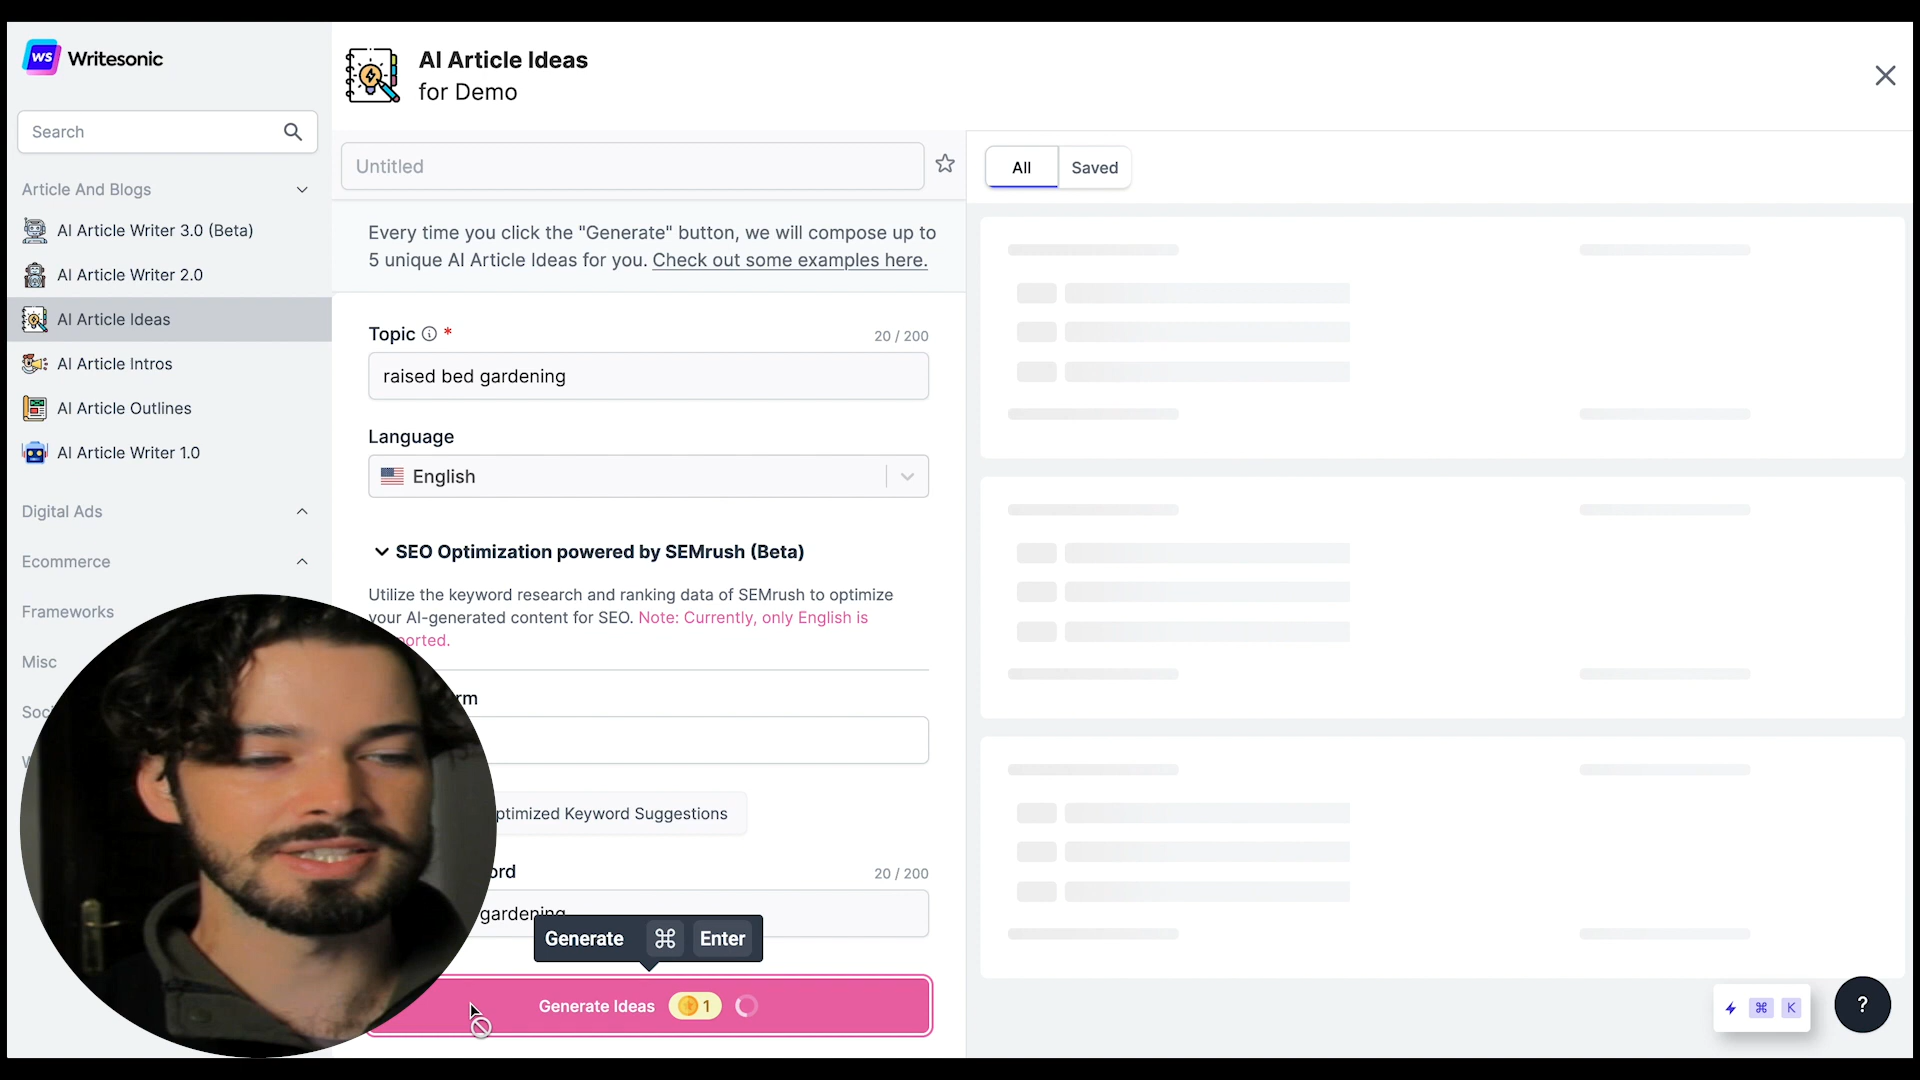 WS Writesonic
Search
Article And Blogs
AI Article Writer 3.0 (Beta)
AI Article Writer 2.0
AI Article Ideas
AI Article Intros
AI Article Outlines
AI Article Writer 1.0
Digital Ads
Ecommerce
Frameworks
Misc
AI Article Ideas
for Demo
Untitled
Every time you click the "Generate" button, we will compose up to
5 unique AI Article Ideas for you. Check out some examples here.
Topic * 20 / 200
raised bed gardening
Language
English
SEO Optimization powered by SEMrush (Beta)
Utilize the keyword research and ranking data of SEMrush to optimize
your AI-generated content for SEO. Note: Currently, only English is
Keyword Suggestions
20 / 200
gardening
Generate ⌘ Enter
Generate Ideas 1
All Saved
⌘ K
?